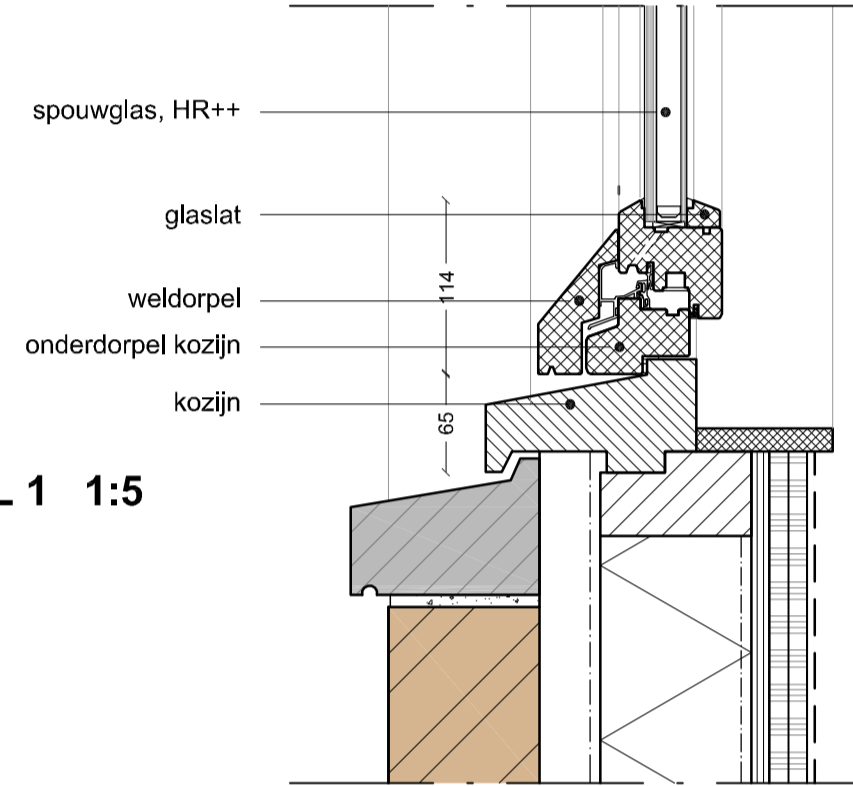 spouwglas, HR++
glaslat
114
weldorpel
onderdorpel kozijn
kozijn
65
1 1:5